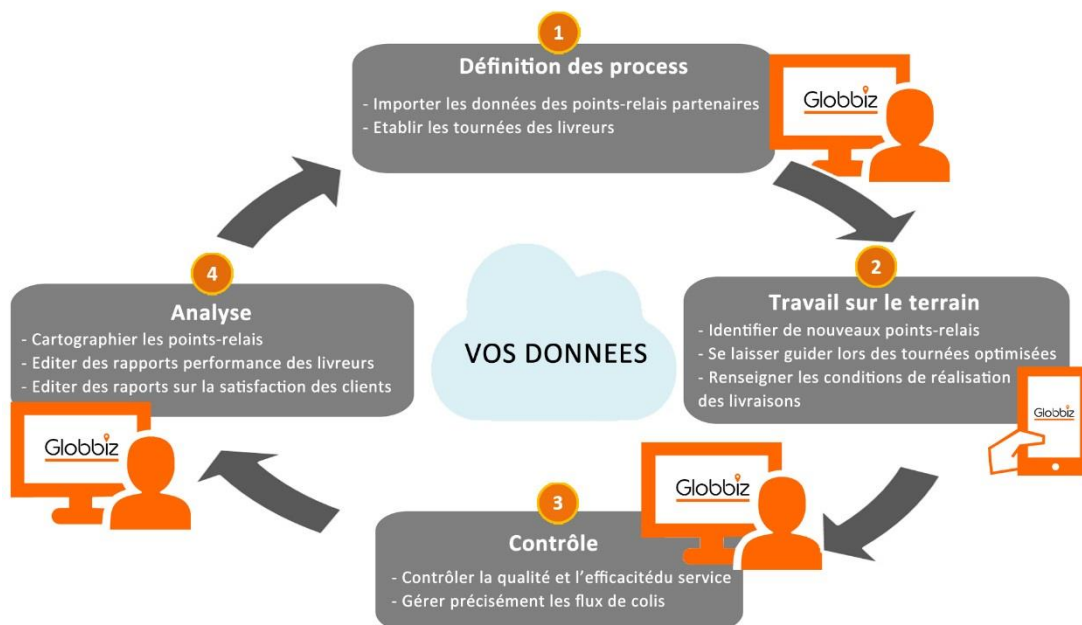 1
Définition des process
- Importer les données des points-relais partenaires
- Etablir les tournées des livreurs
Globbiz
2
Travail sur le terrain
- Identifier de nouveaux points-relais
- Se laisser guider lors des tournées optimisées
- Renseigner les conditions de réalisation
des livraisons
Globbiz
3
Contrôle
- Contrôler la qualité et l'efficacitédu service
- Gérer précisément les flux de colis
Globbiz
4
Analyse
- Cartographier les points-relais
- Editer des rapports performance des livreurs
- Editer des raports sur la satisfaction des clients
Globbiz
VOS DONNEES